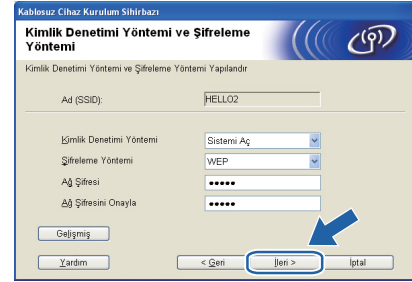 Kablosuz Cihaz Kurulum Sihirbazı
Kimlik Denetimi Yöntemi ve Şifreleme
Yöntemi
Kimlik Denetimi Yöntemi ve Şifreleme Yöntemi Yapılandır
Ad (SSID): HELLO2
Kimlik Denetimi Yöntemi Sistemi Aç
Şifreleme Yöntemi WEP
Ağ Şifresi •••••
Ağ Şifresini Onayla •••••
Gelişmiş
Yardım < Geri İleri > İptal